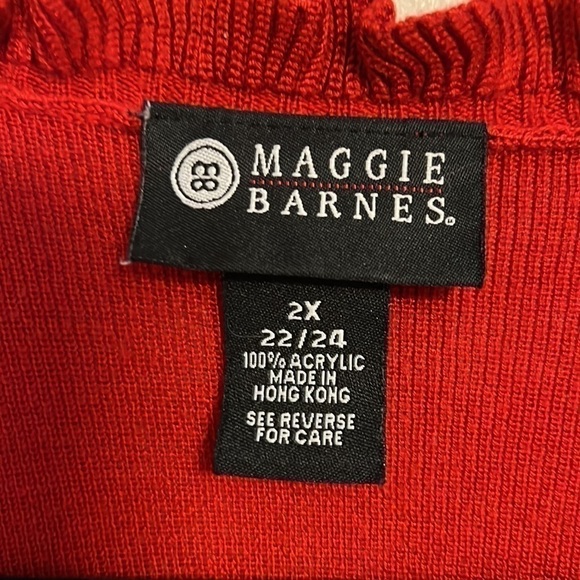 MAGGIE
BARNES®
2X
22/24
100% ACRYLIC
MADE IN
HONG KONG
SEE REVERSE
FOR CARE